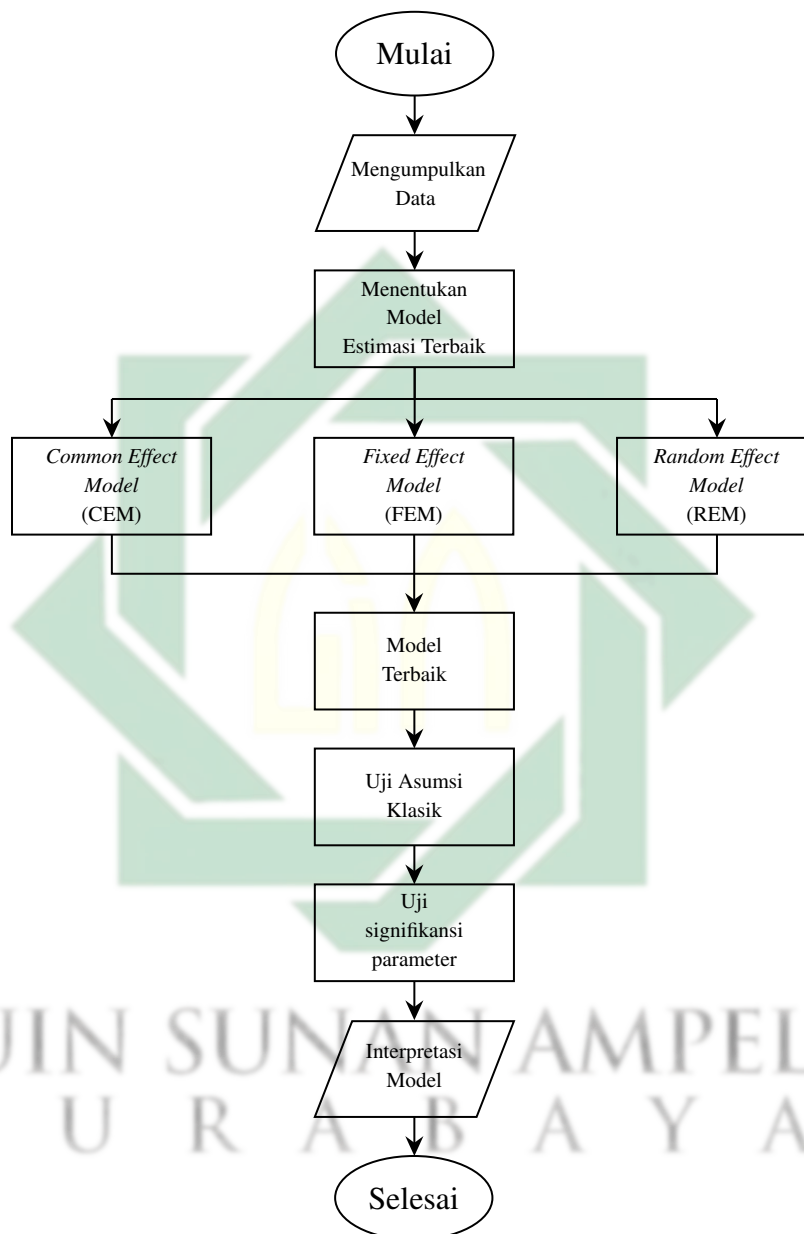 Mulai
Mengumpulkan
Data
Menentukan
Model
Estimasi Terbaik
Common Effect
Model
(CEM)
Fixed Effect
Model
(FEM)
Random Effect
Model
(REM)
Model
Terbaik
Uji Asumsi
Klasik
Uji
signifikansi
parameter
Interpretasi
Model
Selesai
UIN SUNAN AMPEL
U R A B A Y A